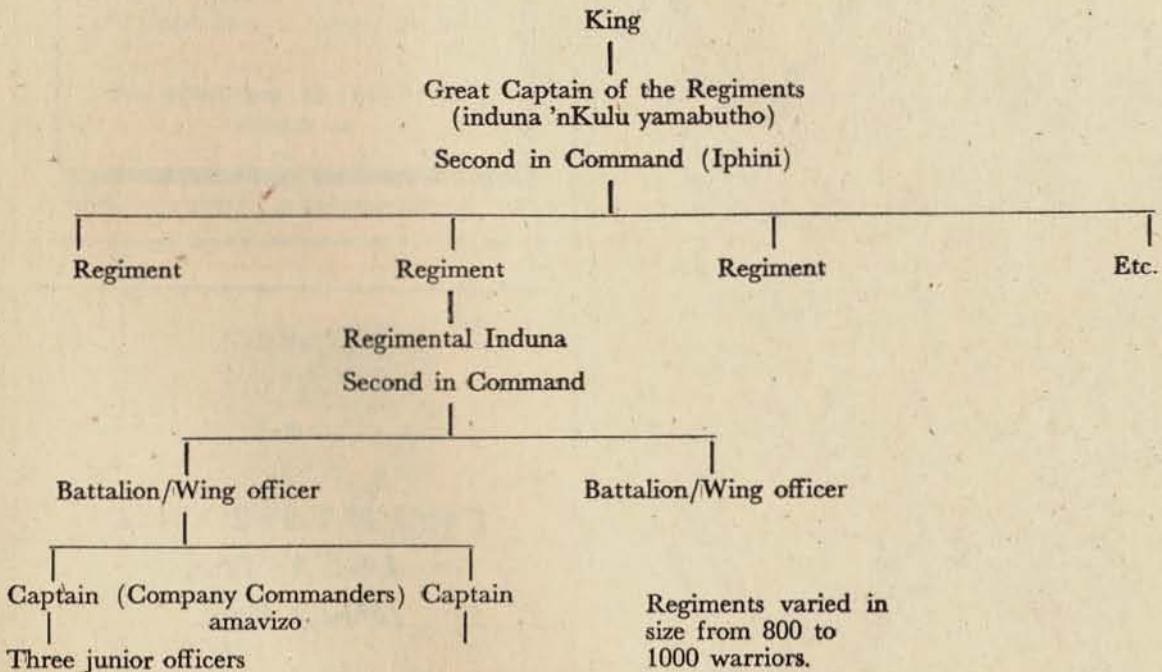 King
Great Captain of the Regiments
(induna 'nKulu yamabutho)
Second in Command (Iphini)
Regiment Regiment Regiment Etc.
Regimental Induna
Second in Command
Battalion/Wing officer Battalion/Wing officer
Captain (Company Commanders) Captain
amavizo
Three junior officers
Regiments varied in
size from 800 to
1000 warriors.